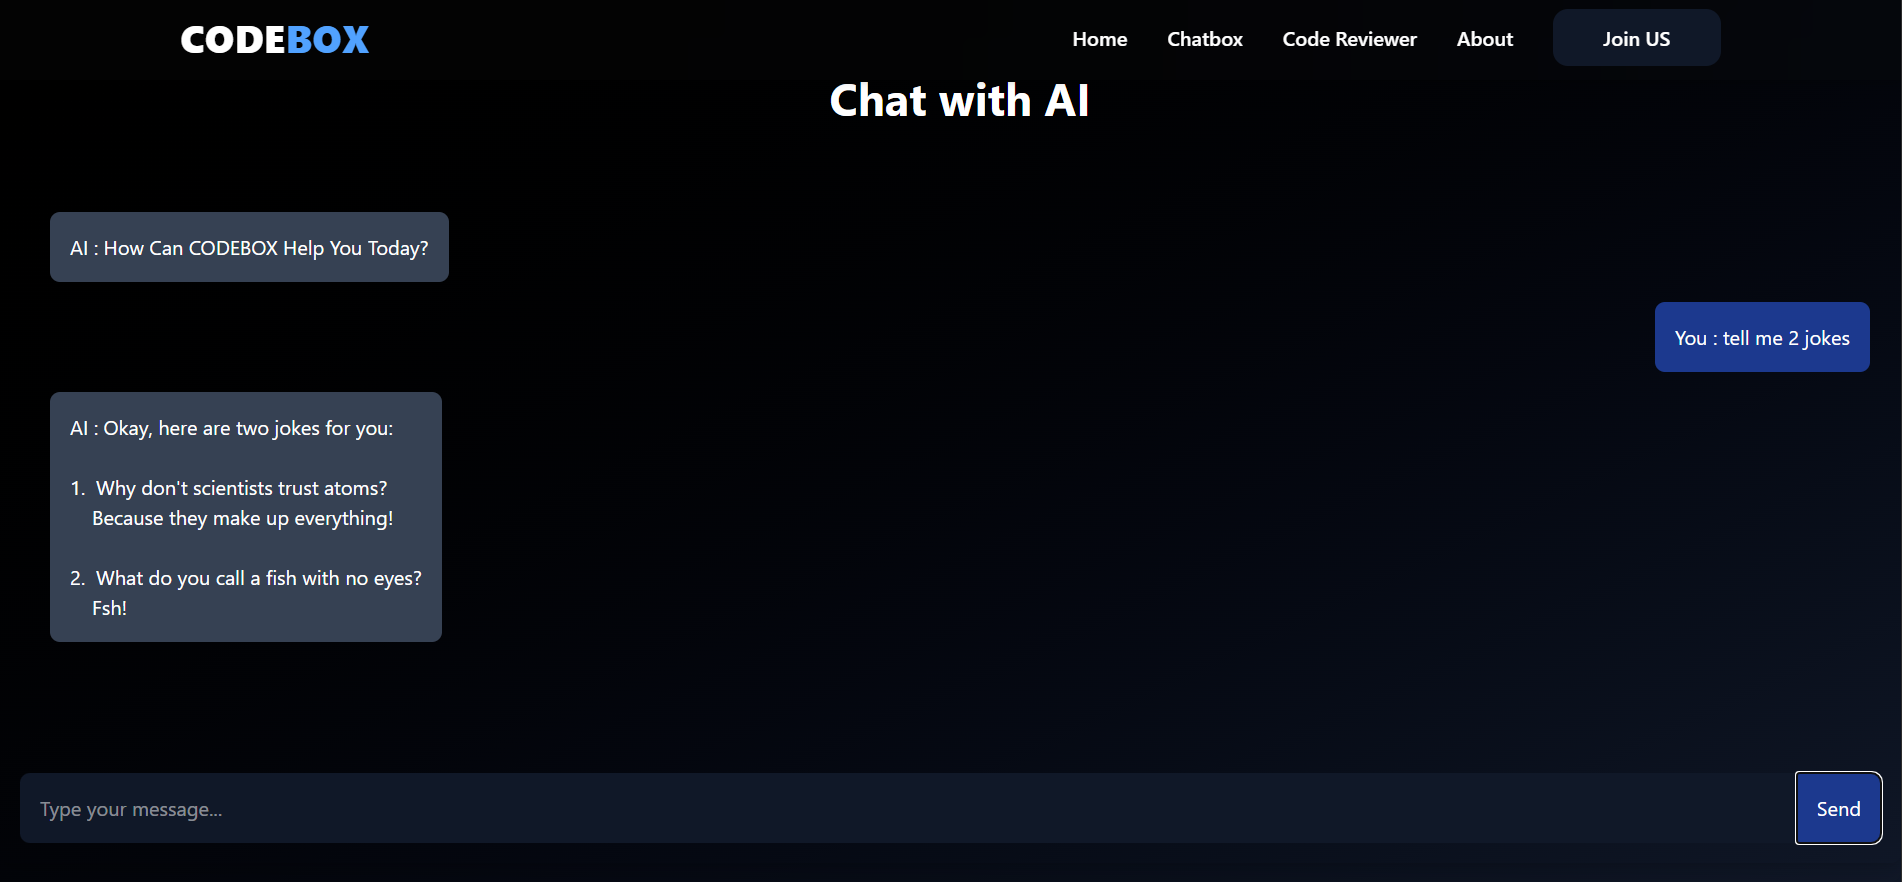 CODEBOX
Home
Chatbox
Code Reviewer
About
Join US
Chat with AI
AI : How Can CODEBOX Help You Today?
You : tell me 2 jokes
AI : Okay, here are two jokes for you:
1. Why don't scientists trust atoms?
Because they make up everything!
2. What do you call a fish with no eyes?
Fsh!
Type your message...
Send